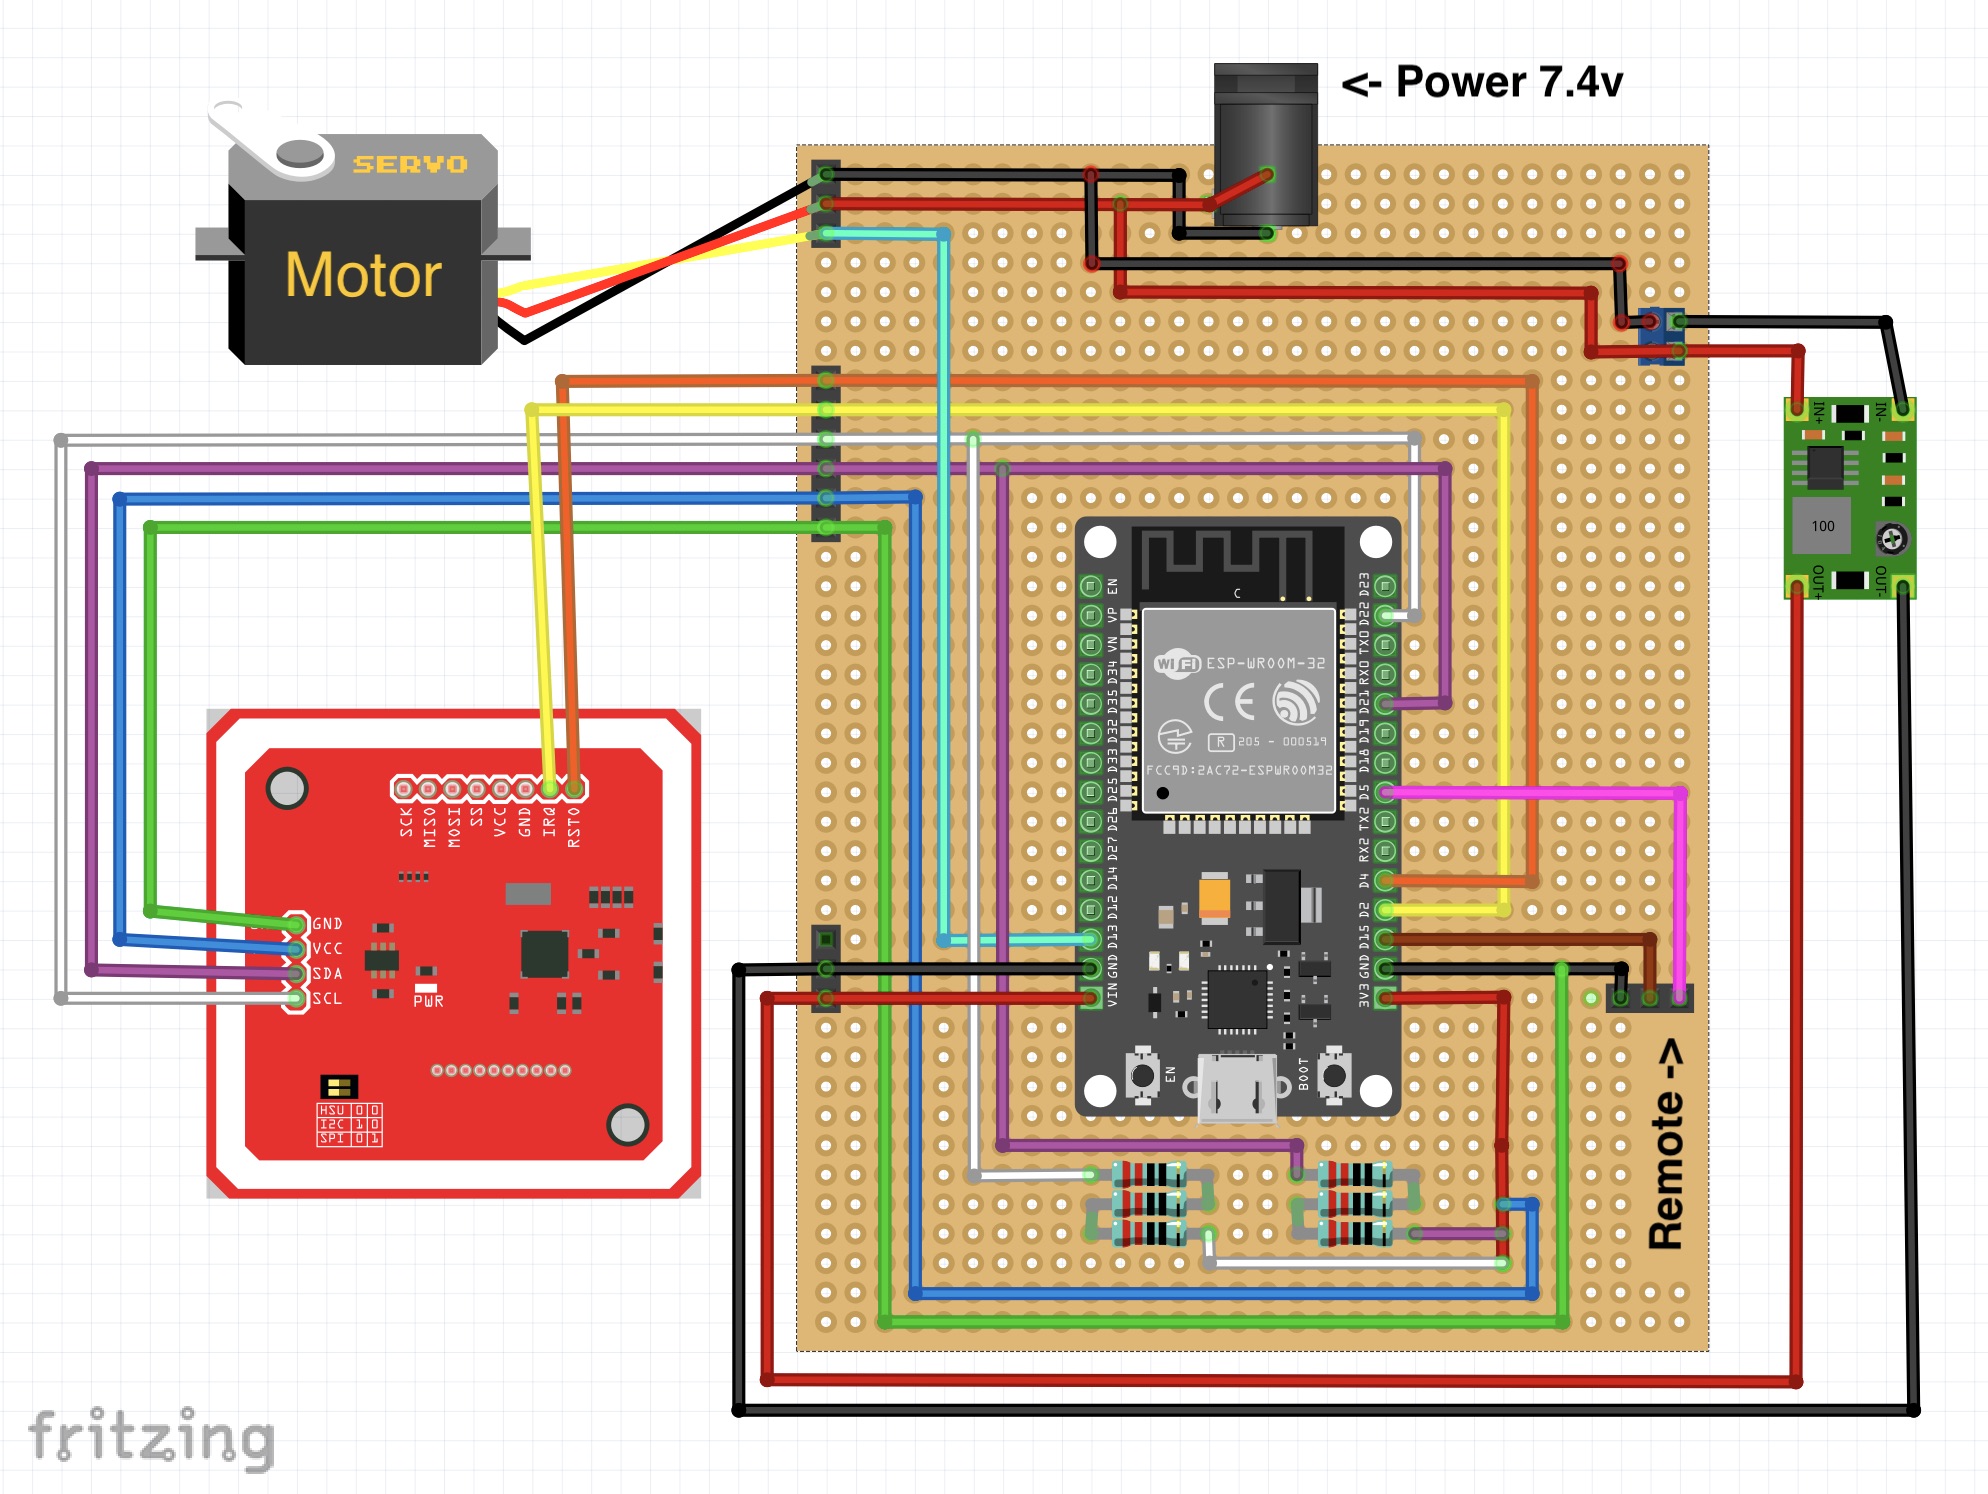 <- Power 7.4v
SERVO
Motor
IN+
IN-
100
OUT+
OUT-
C
EN
VP
VN
D34
D35
D32
D33
D25
D26
D27
D14
D12
D13
GND
VIN
D23
D22
TX0
RX0
D21
D19
D18
D5
TX2
RX2
D4
D2
D15
GND
3V3
WiFi ESP-WROOM-32
CE
R 205 - 000519
FCC9D:2AC72-ESPWROOM32
EN
BOOT
SCK
MISO
MOSI
SS
VCC
GND
IRQ
RSTO
GND
VCC
SDA
SCL
PWR
HSU 0 0
I2C 1 0
SPI 0 1
Remote ->
fritzing